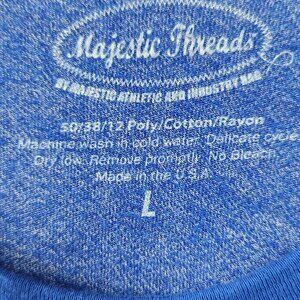 Majestic Threads
BY MAJESTIC ATHLETIC AND INDUSTRY RAG
50/38/12 Poly/Cotton/Rayon
Machine wash in cold water. Delicate cycle
Dry low. Remove promptly. No Bleach.
Made in the U.S.A.
L